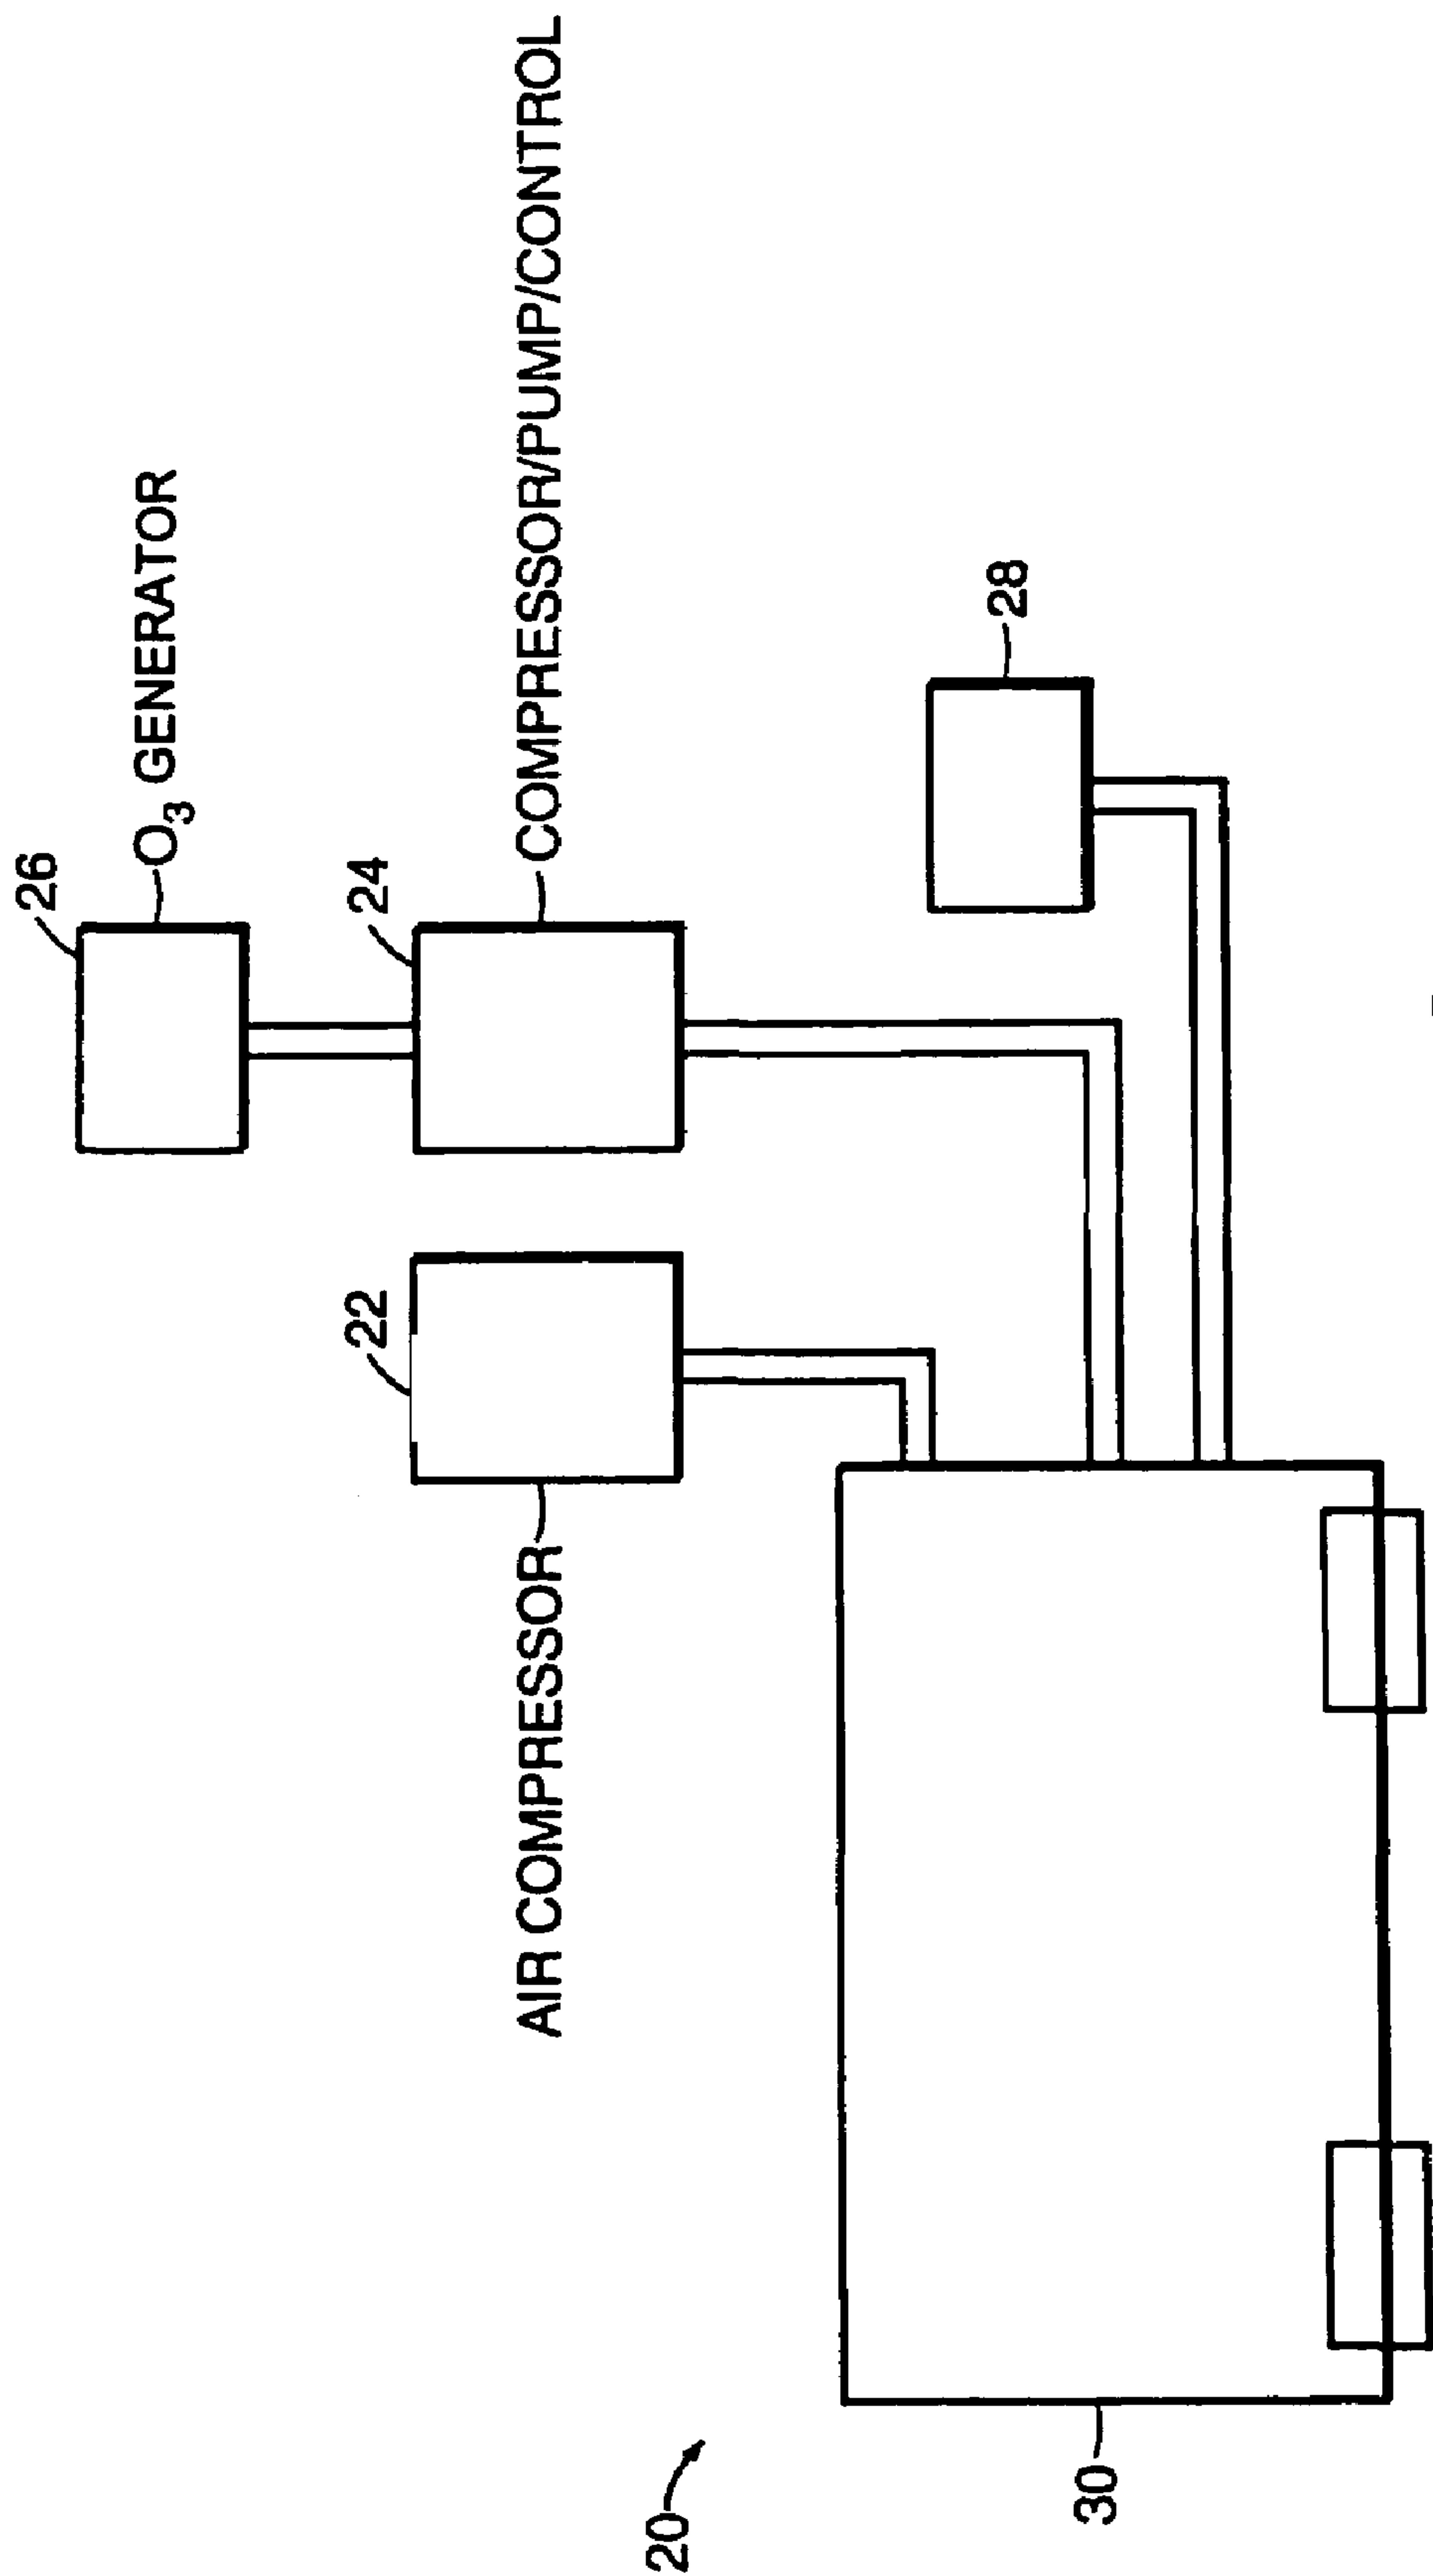 26
O₃ GENERATOR
24
COMPRESSOR/PUMP/CONTROL
22
AIR COMPRESSOR
28
20
30